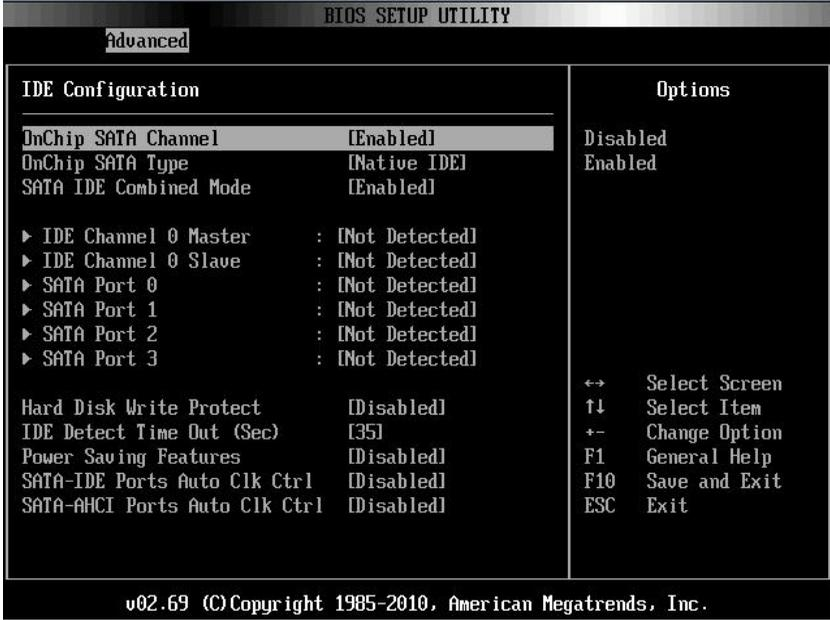 BIOS SETUP UTILITY
Advanced
IDE Configuration
OnChip SATA Channel [Enabled]
OnChip SATA Type [Native IDE]
SATA IDE Combined Mode [Enabled]
▶ IDE Channel 0 Master : [Not Detected]
▶ IDE Channel 0 Slave : [Not Detected]
▶ SATA Port 0 : [Not Detected]
▶ SATA Port 1 : [Not Detected]
▶ SATA Port 2 : [Not Detected]
▶ SATA Port 3 : [Not Detected]
Hard Disk Write Protect [Disabled]
IDE Detect Time Out (Sec) [35]
Power Saving Features [Disabled]
SATA-IDE Ports Auto Clk Ctrl [Disabled]
SATA-AHCI Ports Auto Clk Ctrl [Disabled]
Options
Disabled
Enabled
↔ Select Screen
↑↓ Select Item
+- Change Option
F1 General Help
F10 Save and Exit
ESC Exit
v02.69 (C)Copyright 1985-2010, American Megatrends, Inc.